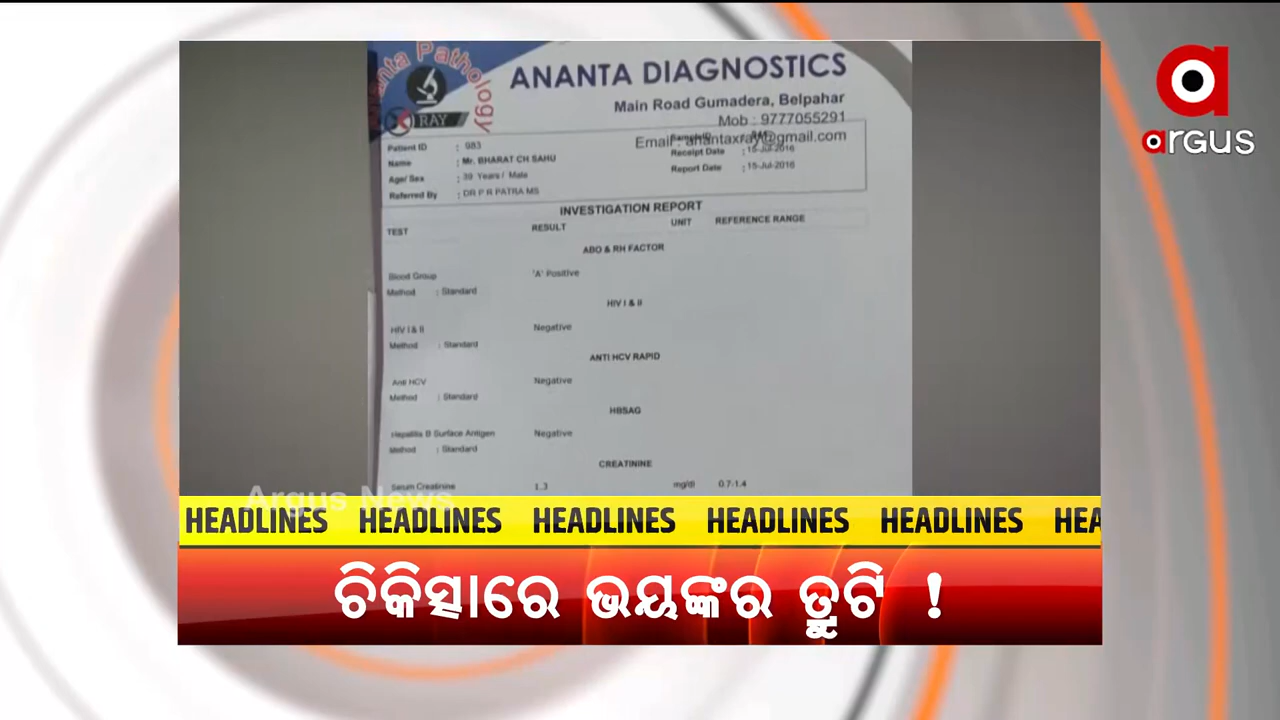 argus
Ananta Pathology
X RAY
ANANTA DIAGNOSTICS
Main Road Gumadera, Belpahar
Mob : 9777055291
Email : anantaxray@gmail.com
Patient ID : 983
Name : Mr. BHARAT CH SAHU
Age/ Sex : 39 Years / Male
Referred By : DR P R PATRA MS
SampleID :
Receipt Date : 15-Jul-2016
Report Date : 15-Jul-2016
INVESTIGATION REPORT
TEST RESULT UNIT REFERENCE RANGE
ABO & RH FACTOR
Blood Group 'A' Positive
Method : Standard
HIV I & II
HIV I & II Negative
Method : Standard
ANTI HCV RAPID
Anti HCV Negative
Method : Standard
HBSAG
Hepatitis B Surface Antigen Negative
Method : Standard
CREATININE
Serum Creatinine 1.3 mg/dl 0.7-1.4
Argus News
HEADLINES HEADLINES HEADLINES HEADLINES HEADLINES HEA
ଚିକିତ୍ସାରେ ଭୟଙ୍କର ତ୍ରୁଟି !